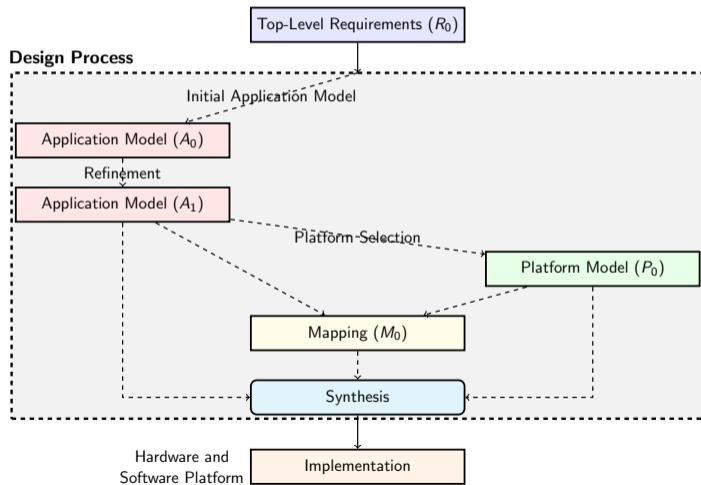 Top-Level Requirements (R₀)
Design Process
Initial Application Model
Application Model (A₀)
Refinement
Application Model (A₁)
Platform Selection
Platform Model (P₀)
Mapping (M₀)
Synthesis
Hardware and
Software Platform
Implementation